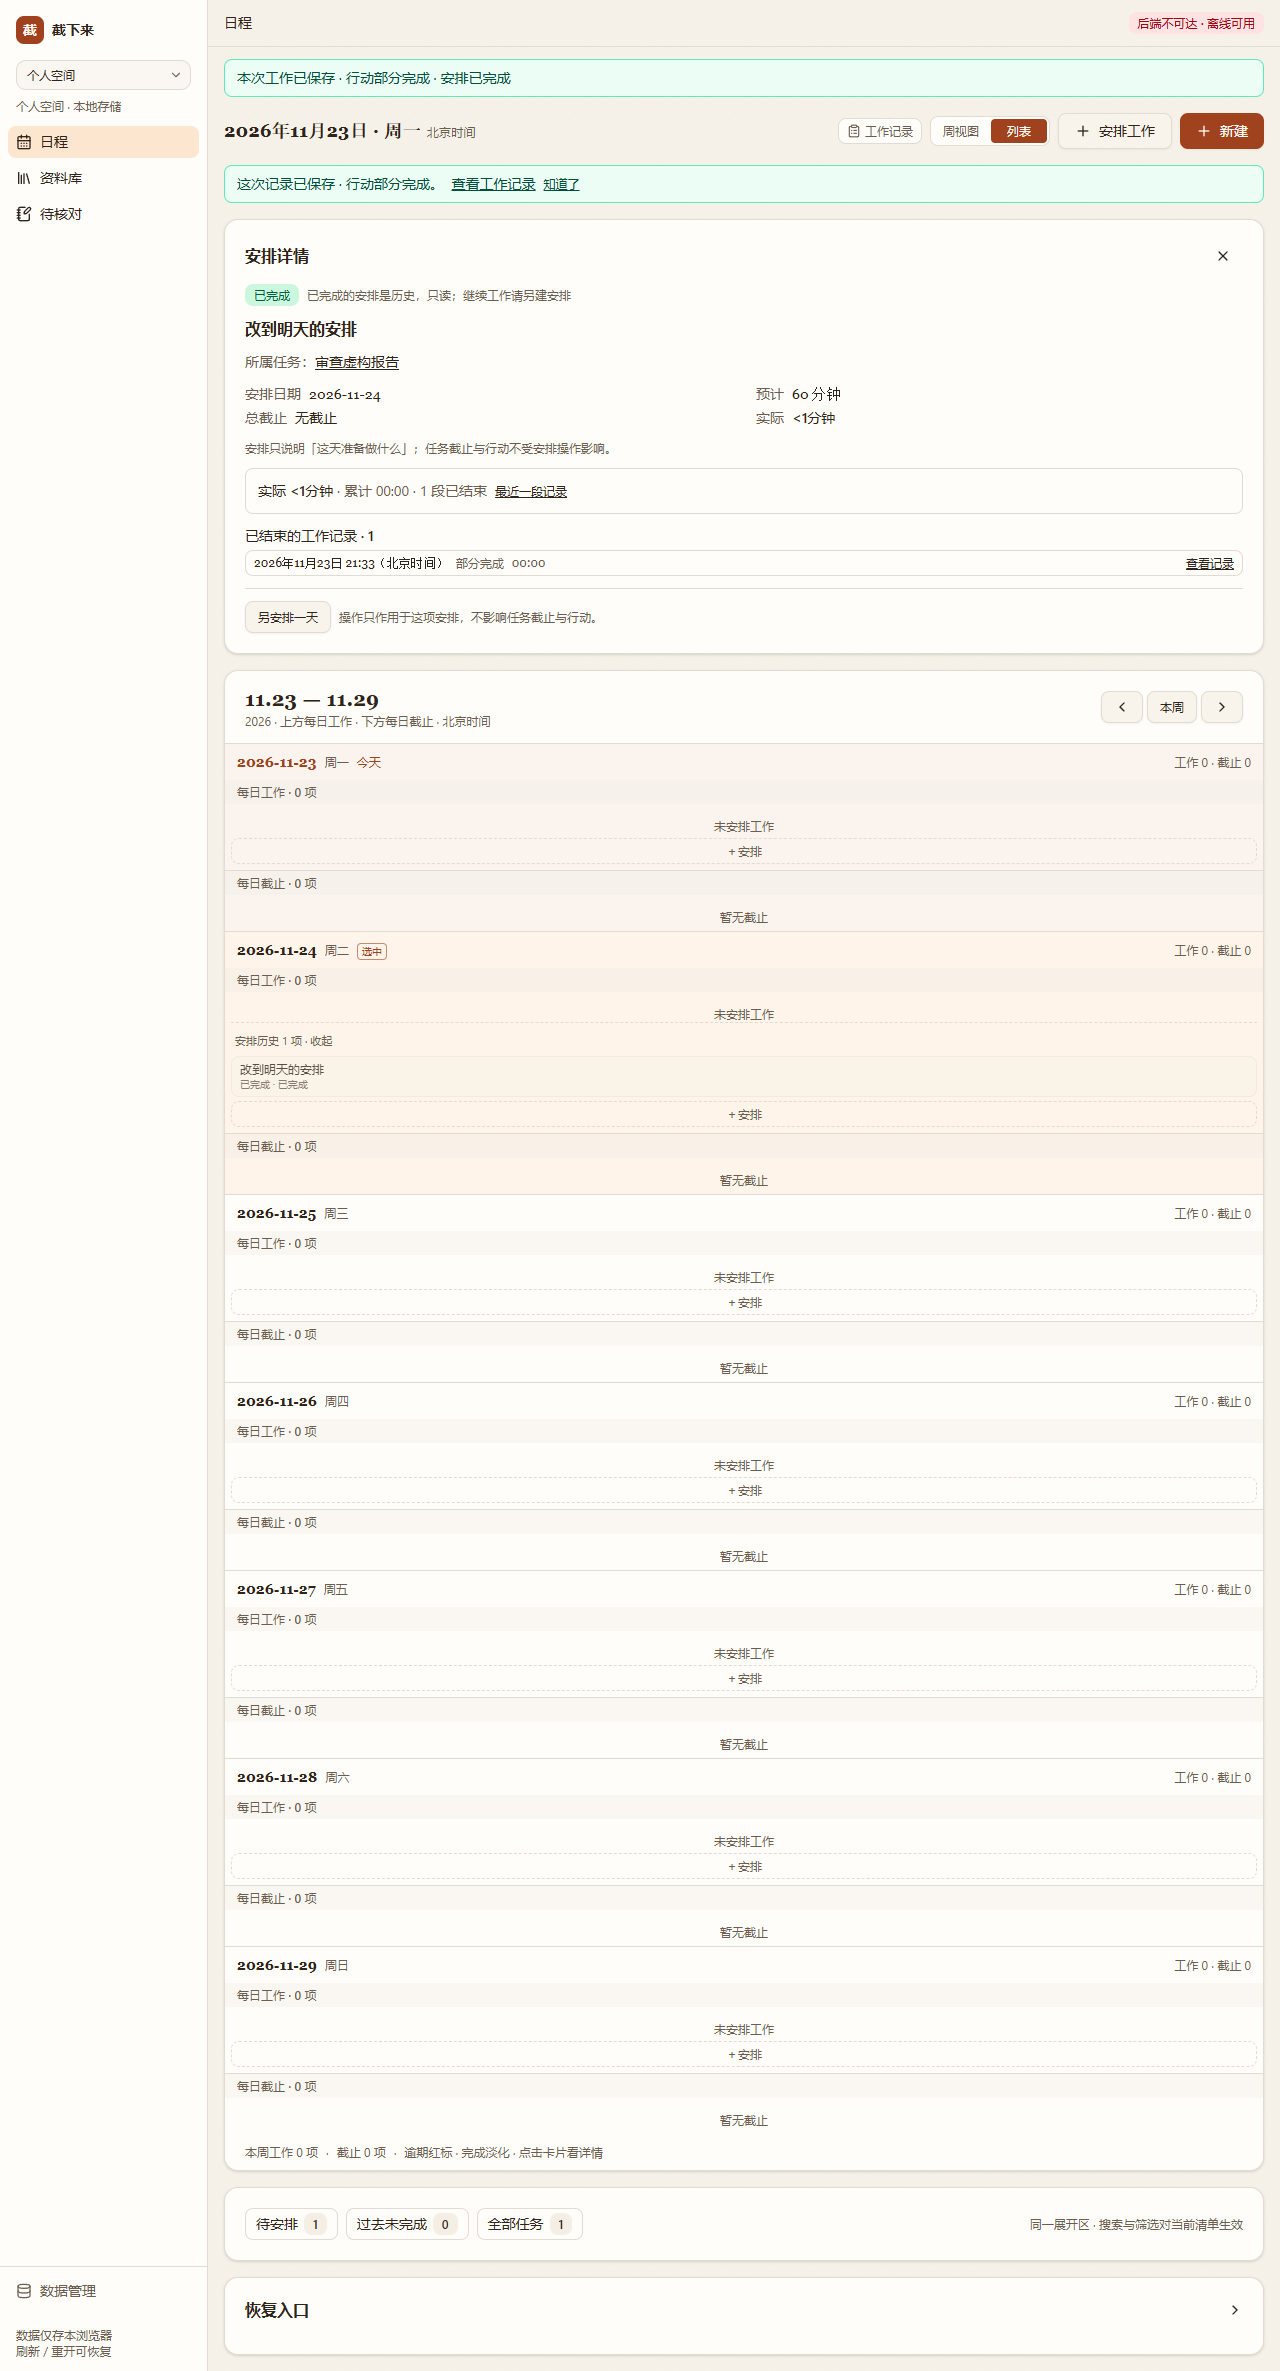 截 截下来
个人空间
个人空间 · 本地存储
日程
资料库
待核对
数据管理
数据仅存本浏览器
刷新 / 重开可恢复
日程
后端不可达 · 离线可用
本次工作已保存 · 行动部分完成 · 安排已完成
2026年11月23日 · 周一 北京时间
工作记录 周视图 列表 + 安排工作 + 新建
这次记录已保存 · 行动部分完成。 查看工作记录 知道了
安排详情
已完成 已完成的安排是历史，只读；继续工作请另建安排
改到明天的安排
所属任务： 审查虚构报告
安排日期 2026-11-24 预计 60 分钟
总截止 无截止 实际 <1分钟
安排只说明「这天准备做什么」；任务截止与行动不受安排操作影响。
实际 <1分钟 · 累计 00:00 · 1 段已结束 最近一段记录
已结束的工作记录 · 1
2026年11月23日 21:33（北京时间） 部分完成 00:00 查看记录
另安排一天 操作只作用于这项安排，不影响任务截止与行动。
11.23 — 11.29
2026 · 上方每日工作 · 下方每日截止 · 北京时间
本周
2026-11-23 周一 今天 工作 0 · 截止 0
每日工作 · 0 项
未安排工作
+ 安排
每日截止 · 0 项
暂无截止
2026-11-24 周二 选中 工作 0 · 截止 0
每日工作 · 0 项
未安排工作
安排历史 1 项 · 收起
改到明天的安排
已完成 · 已完成
+ 安排
每日截止 · 0 项
暂无截止
2026-11-25 周三 工作 0 · 截止 0
每日工作 · 0 项
未安排工作
+ 安排
每日截止 · 0 项
暂无截止
2026-11-26 周四 工作 0 · 截止 0
每日工作 · 0 项
未安排工作
+ 安排
每日截止 · 0 项
暂无截止
2026-11-27 周五 工作 0 · 截止 0
每日工作 · 0 项
未安排工作
+ 安排
每日截止 · 0 项
暂无截止
2026-11-28 周六 工作 0 · 截止 0
每日工作 · 0 项
未安排工作
+ 安排
每日截止 · 0 项
暂无截止
2026-11-29 周日 工作 0 · 截止 0
每日工作 · 0 项
未安排工作
+ 安排
每日截止 · 0 项
暂无截止
本周工作 0 项 · 截止 0 项 · 逾期红标 · 完成淡化 · 点击卡片看详情
待安排 1 过去未完成 0 全部任务 1 同一展开区 · 搜索与筛选对当前清单生效
恢复入口